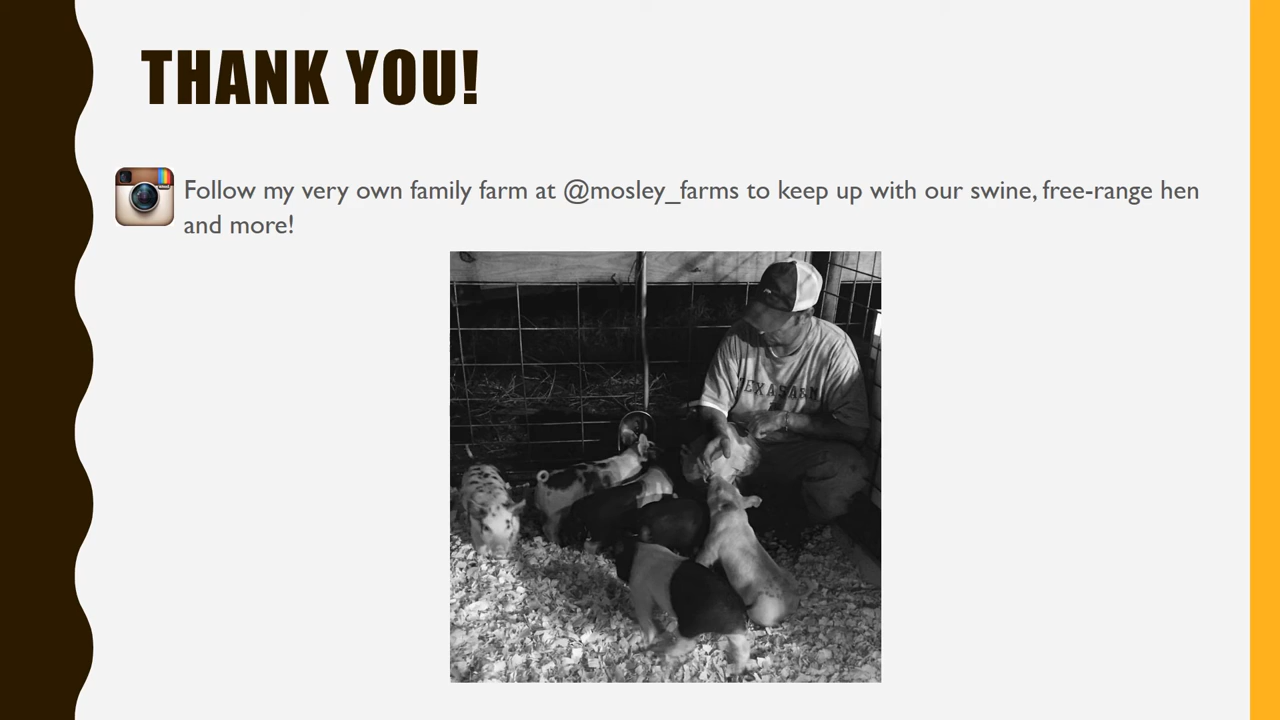 THANK YOU!
Follow my very own family farm at @mosley_farms to keep up with our swine, free-range hen
and more!
TEXAS A&M